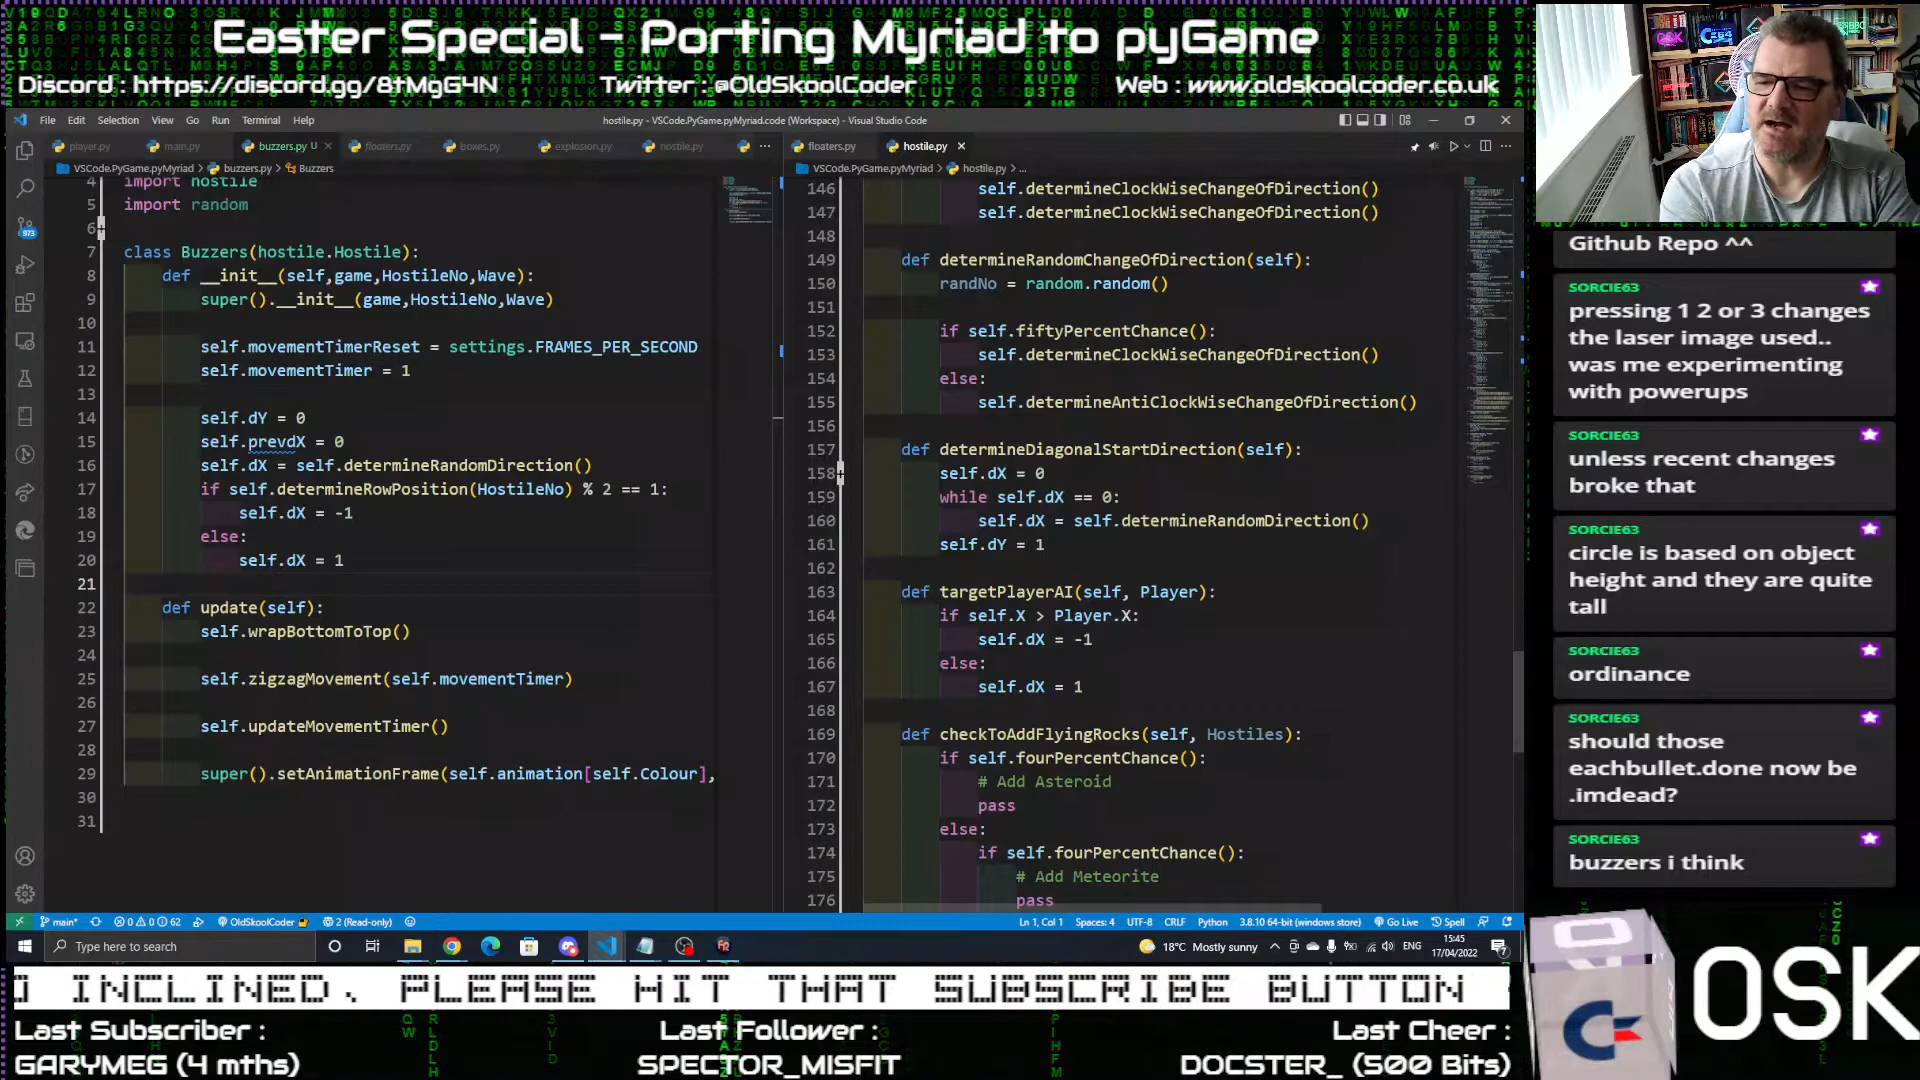 Easter Special - Porting Myriad to pyGame
Discord : https://discord.gg/8tMgG4N
Twitter : @OldSkoolCoder
Web : www.oldskoolcoder.co.uk
File Edit Selection View Go Run Terminal Help
hostile.py - VSCode.PyGame.pyMyriad.code (Workspace) - Visual Studio Code
player.py main.py buzzers.py U floaters.py boxes.py explosion.py hostile.py
VSCode.PyGame.pyMyriad > buzzers.py > Buzzers
4 import hostile
5 import random
6
7 class Buzzers(hostile.Hostile):
8 def __init__(self,game,HostileNo,Wave):
9 super().__init__(game,HostileNo,Wave)
10
11 self.movementTimerReset = settings.FRAMES_PER_SECOND
12 self.movementTimer = 1
13
14 self.dY = 0
15 self.prevdX = 0
16 self.dX = self.determineRandomDirection()
17 if self.determineRowPosition(HostileNo) % 2 == 1:
18 self.dX = -1
19 else:
20 self.dX = 1
21
22 def update(self):
23 self.wrapBottomToTop()
24
25 self.zigzagMovement(self.movementTimer)
26
27 self.updateMovementTimer()
28
29 super().setAnimationFrame(self.animation[self.Colour],
30
31
floaters.py hostile.py
VSCode.PyGame.pyMyriad > hostile.py > ...
146 self.determineClockWiseChangeOfDirection()
147 self.determineClockWiseChangeOfDirection()
148
149 def determineRandomChangeOfDirection(self):
150 randNo = random.random()
151
152 if self.fiftyPercentChance():
153 self.determineClockWiseChangeOfDirection()
154 else:
155 self.determineAntiClockWiseChangeOfDirection()
156
157 def determineDiagonalStartDirection(self):
158 self.dX = 0
159 while self.dX == 0:
160 self.dX = self.determineRandomDirection()
161 self.dY = 1
162
163 def targetPlayerAI(self, Player):
164 if self.X > Player.X:
165 self.dX = -1
166 else:
167 self.dX = 1
168
169 def checkToAddFlyingRocks(self, Hostiles):
170 if self.fourPercentChance():
171 # Add Asteroid
172 pass
173 else:
174 if self.fourPercentChance():
175 # Add Meteorite
176 pass
973
main* 0 0 62 OldSkoolCoder 2 (Read-only)
Ln 1, Col 1 Spaces: 4 UTF-8 CRLF Python 3.8.10 64-bit (windows store) Go Live Spell
Type here to search
18°C Mostly sunny ENG
15:45
17/04/2022
Github Repo ^^
SORCIE63
pressing 1 2 or 3 changes
the laser image used..
was me experimenting
with powerups
SORCIE63
unless recent changes
broke that
SORCIE63
circle is based on object
height and they are quite
tall
SORCIE63
ordinance
SORCIE63
should those
eachbullet.done now be
.imdead?
SORCIE63
buzzers i think
INCLINED. PLEASE HIT THAT SUBSCRIBE BUTTON
Last Subscriber :
GARYMEG (4 mths)
Last Follower :
SPECTOR_MISFIT
Last Cheer :
DOCSTER_ (500 Bits)
OSK